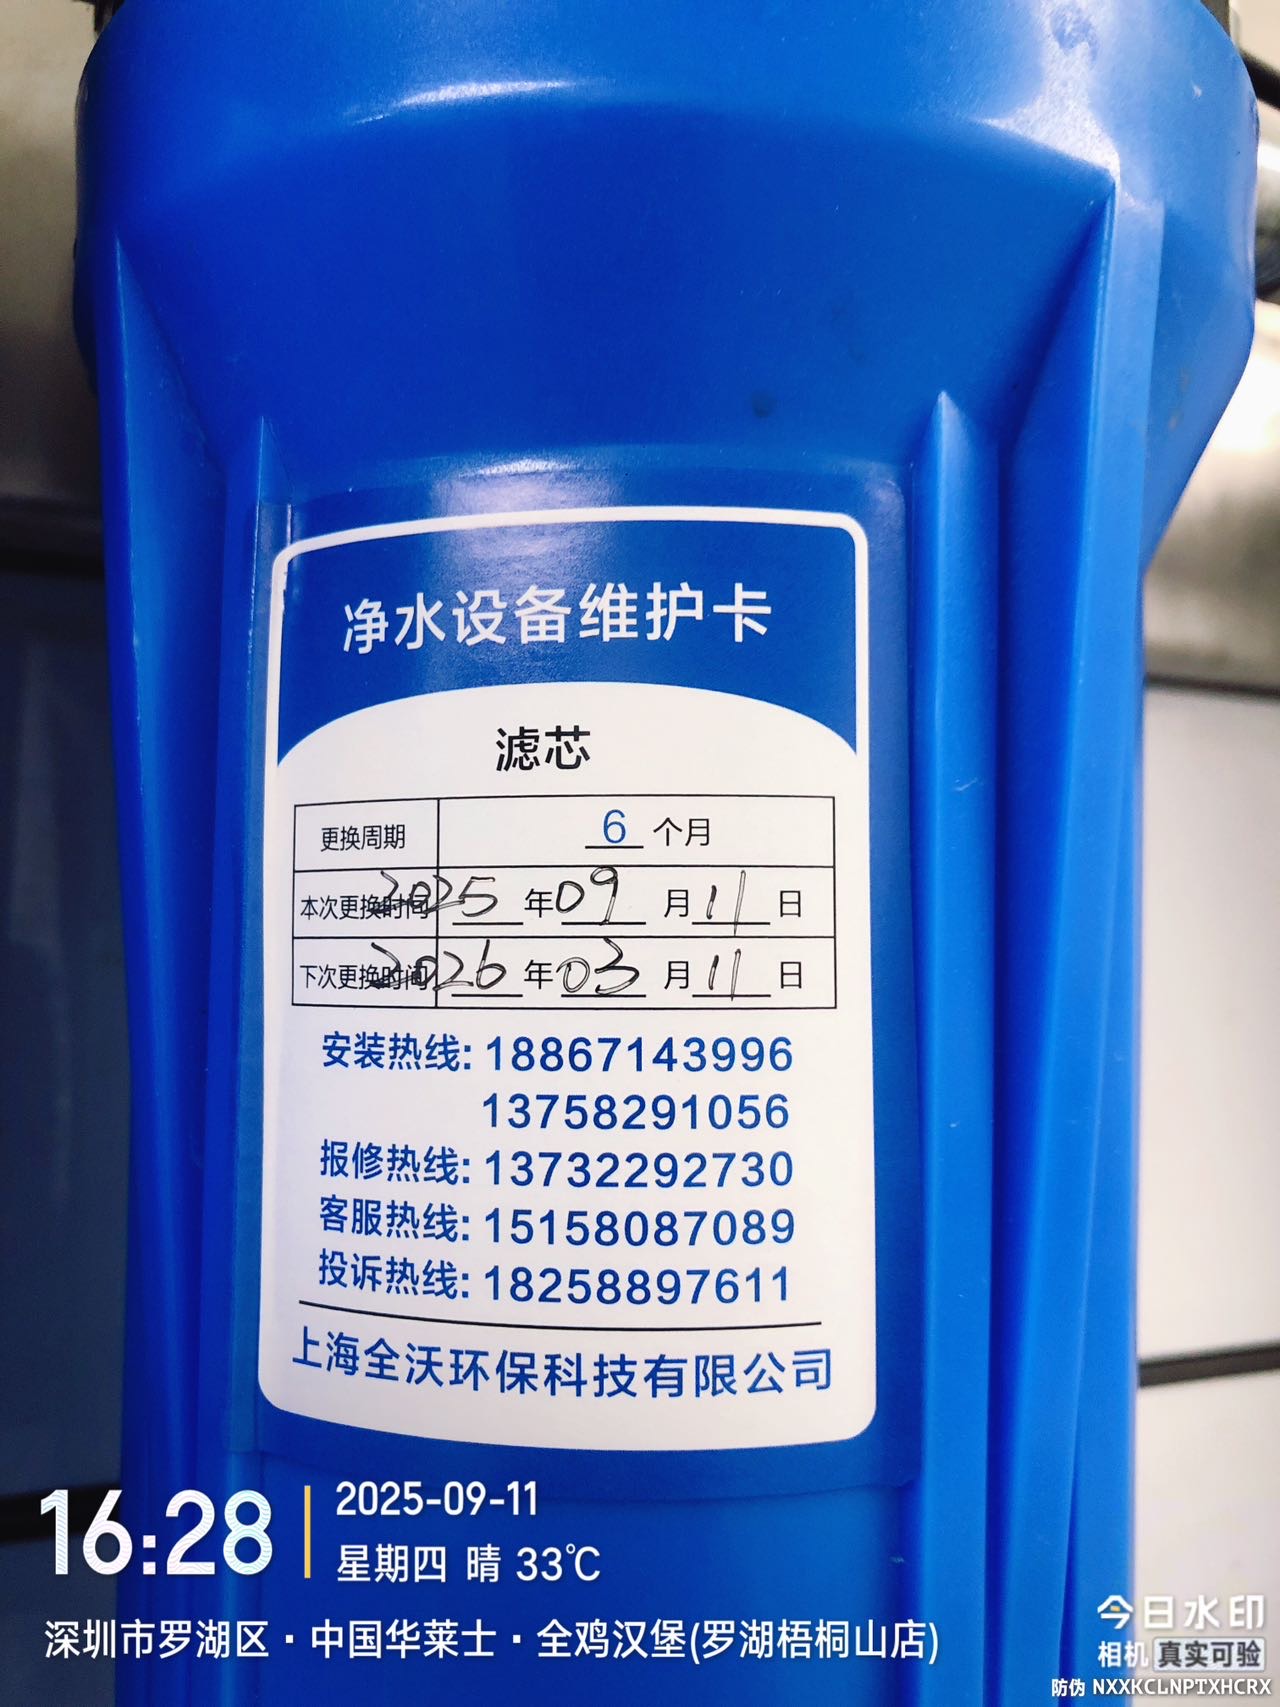 净水设备维护卡
滤芯
更换周期 6 个月
本次更换时间 2025 年 09 月 11 日
下次更换时间 2026 年 03 月 11 日
安装热线: 18867143996
13758291056
报修热线: 13732292730
客服热线: 15158087089
投诉热线: 18258897611
上海全沃环保科技有限公司
16:28
2025-09-11
星期四 晴 33℃
深圳市罗湖区·中国华莱士·全鸡汉堡(罗湖梧桐山店)
今日水印
相机 真实可验
防伪 NXXKCLNPTXHCRX